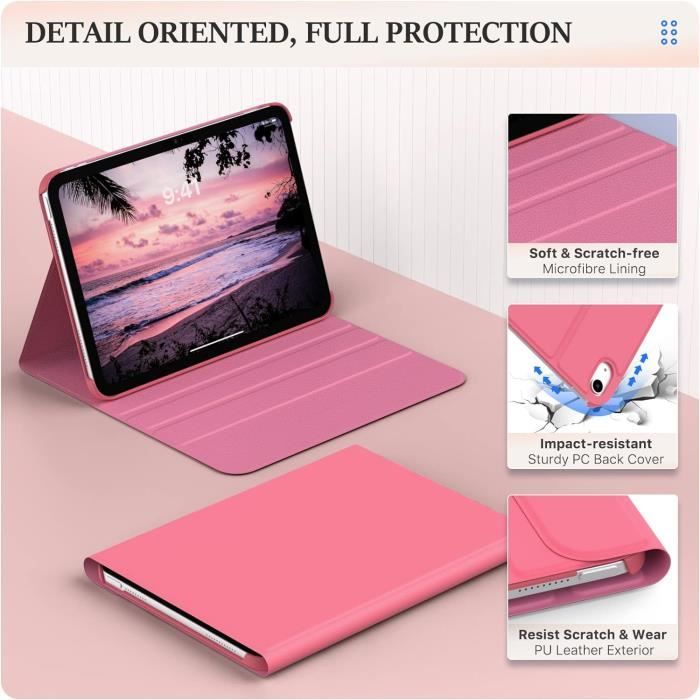 DETAIL ORIENTED, FULL PROTECTION
9:41
Soft & Scratch-free
Microfibre Lining
Impact-resistant
Sturdy PC Back Cover
Resist Scratch & Wear
PU Leather Exterior